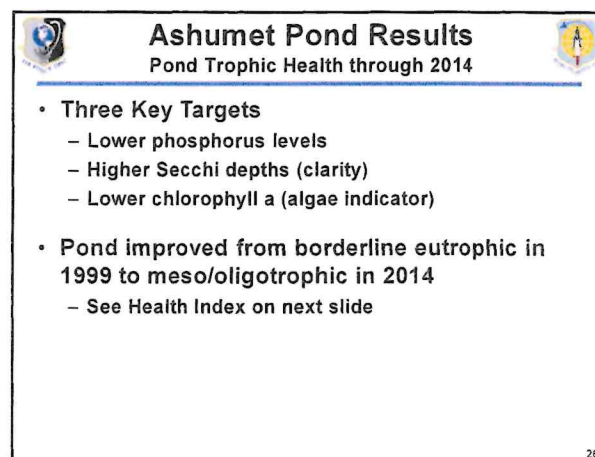 Ashumet Pond Results
Pond Trophic Health through 2014
• Three Key Targets
– Lower phosphorus levels
– Higher Secchi depths (clarity)
– Lower chlorophyll a (algae indicator)
• Pond improved from borderline eutrophic in
1999 to meso/oligotrophic in 2014
– See Health Index on next slide